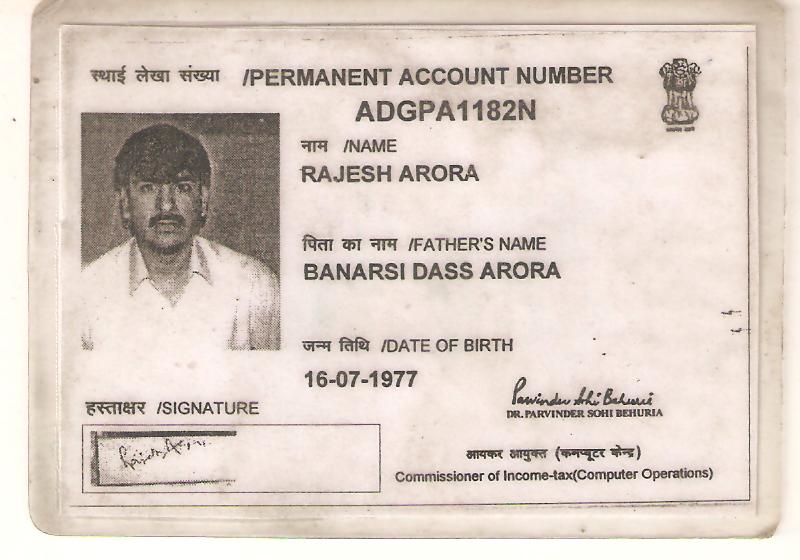 स्थाई लेखा संख्या /PERMANENT ACCOUNT NUMBER
ADGPA1182N
नाम /NAME
RAJESH ARORA
पिता का नाम /FATHER'S NAME
BANARSI DASS ARORA
जन्म तिथि /DATE OF BIRTH
16-07-1977
हस्ताक्षर /SIGNATURE
Parvinder Sohi Behuria
DR. PARVINDER SOHI BEHURIA
आयकर आयुक्त (कम्प्यूटर केन्द्र)
Commissioner of Income-tax(Computer Operations)